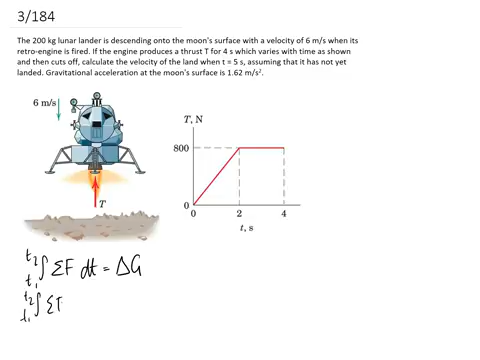 3/184
The 200 kg lunar lander is descending onto the moon's surface with a velocity of 6 m/s when its
retro-engine is fired. If the engine produces a thrust T for 4 s which varies with time as shown
and then cuts off, calculate the velocity of the land when t = 5 s, assuming that it has not yet
landed. Gravitational acceleration at the moon's surface is 1.62 m/s².
6 m/s
T
T, N
800
0
0 2 4
t, s
t₂
∫ ΣF dt = ΔG
t₁
t₂
∫ ΣF
t₁